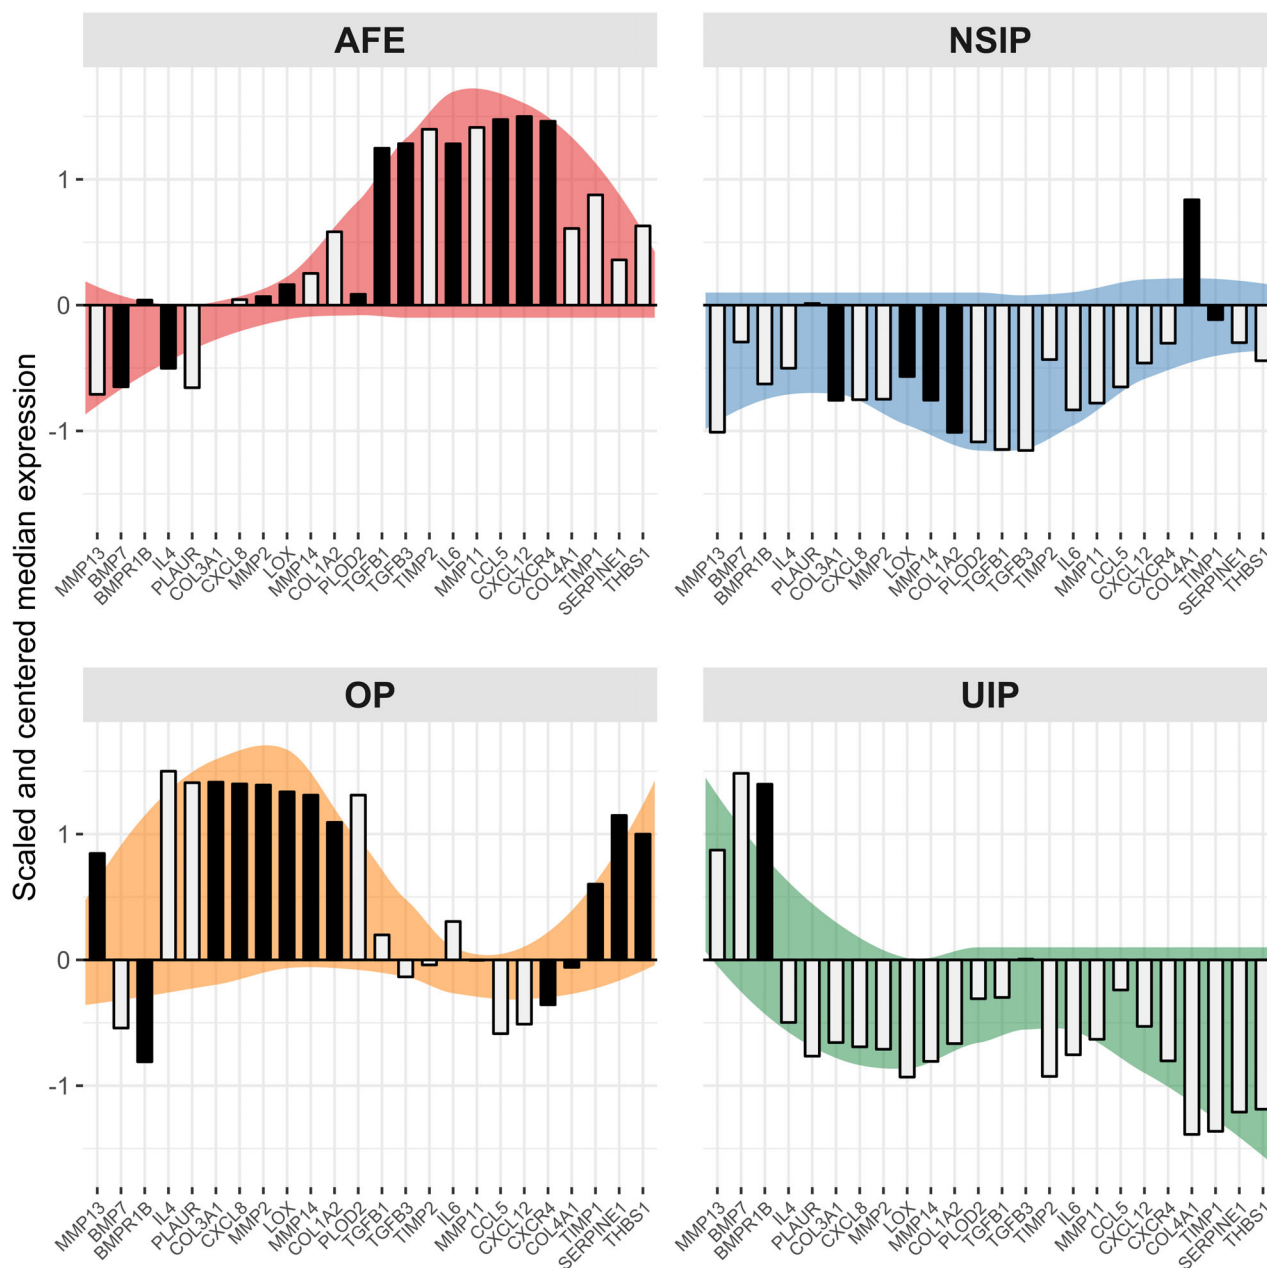 AFE
NSIP
Scaled and centered median expression
1
0
-1
MMP13
BMP7
BMPR1B
IL4
PLAUR
COL3A1
CXCL8
MMP2
LOX
MMP14
COL1A2
PLOD2
TGFB1
TGFB3
TIMP2
IL6
MMP11
CCL5
CXCL12
CXCR4
COL4A1
TIMP1
SERPINE1
THBS1
MMP13
BMP7
BMPR1B
IL4
PLAUR
COL3A1
CXCL8
MMP2
LOX
MMP14
COL1A2
PLOD2
TGFB1
TGFB3
TIMP2
IL6
MMP11
CCL5
CXCL12
CXCR4
COL4A1
TIMP1
SERPINE1
THBS1
OP
UIP
1
0
-1
MMP13
BMP7
BMPR1B
IL4
PLAUR
COL3A1
CXCL8
MMP2
LOX
MMP14
COL1A2
PLOD2
TGFB1
TGFB3
TIMP2
IL6
MMP11
CCL5
CXCL12
CXCR4
COL4A1
TIMP1
SERPINE1
THBS1
MMP13
BMP7
BMPR1B
IL4
PLAUR
COL3A1
CXCL8
MMP2
LOX
MMP14
COL1A2
PLOD2
TGFB1
TGFB3
TIMP2
IL6
MMP11
CCL5
CXCL12
CXCR4
COL4A1
TIMP1
SERPINE1
THBS1